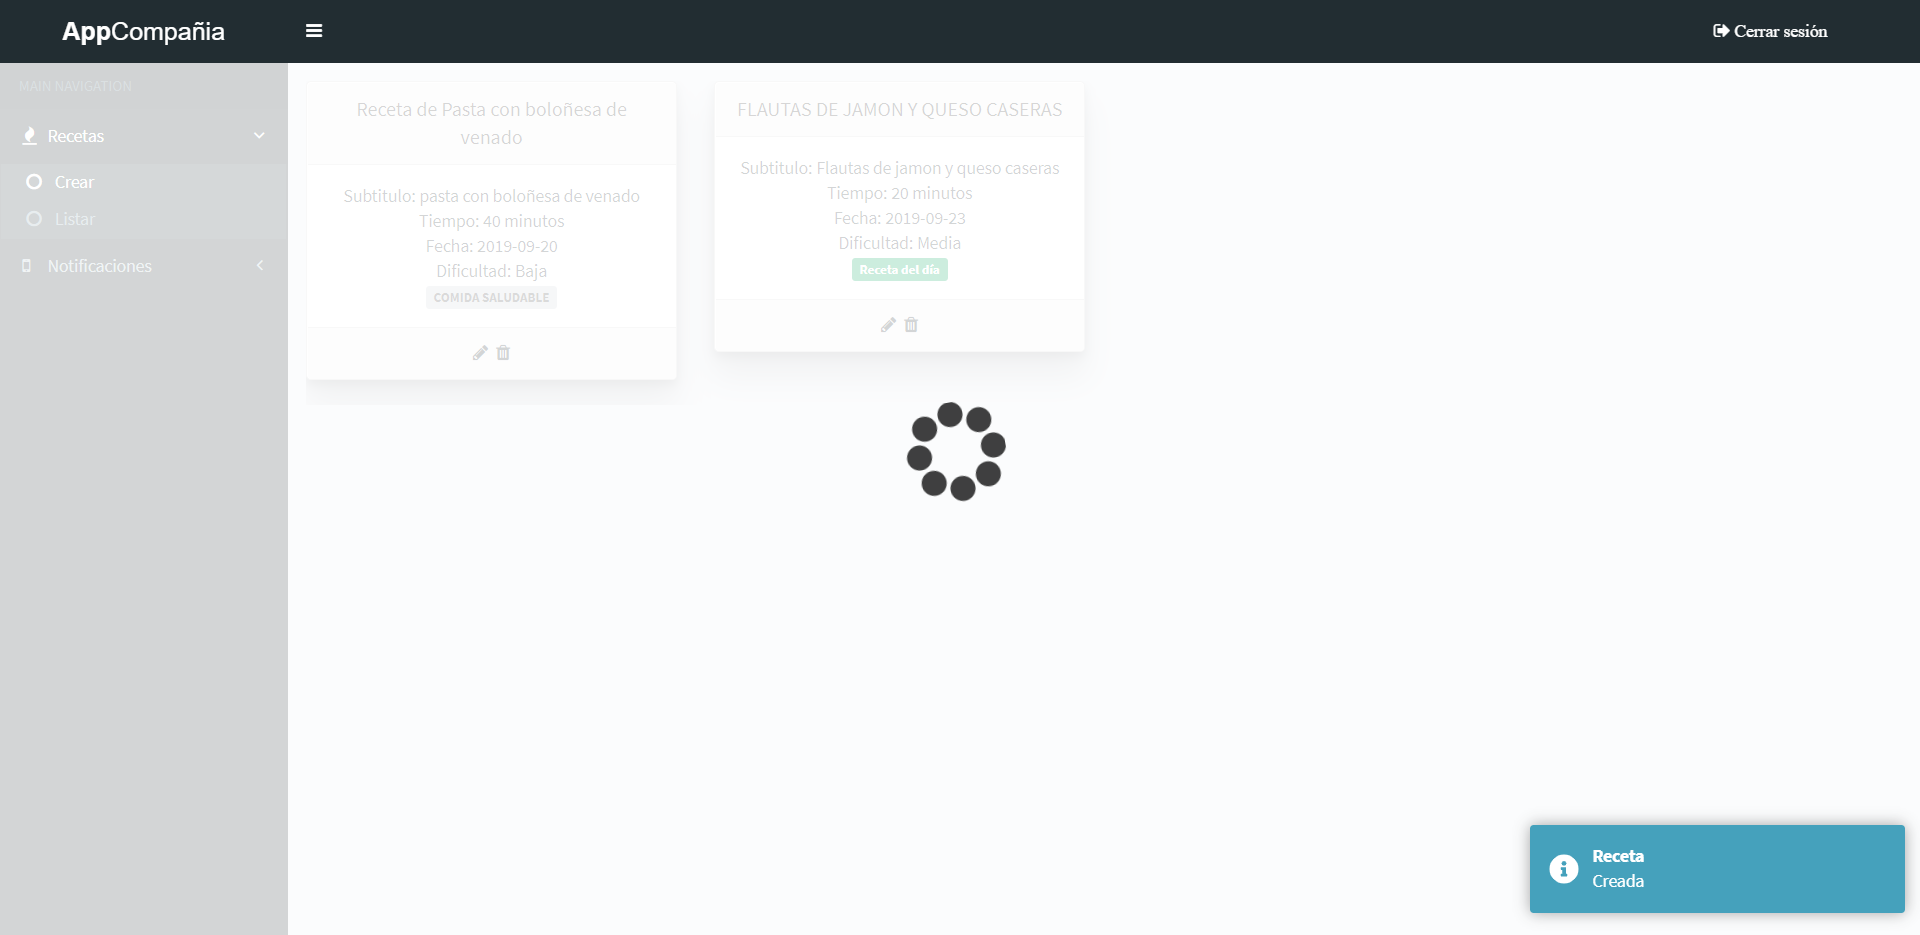 AppCompañia
Cerrar sesión
MAIN NAVIGATION
Recetas
Crear
Listar
Notificaciones
Receta de Pasta con boloñesa de
venado
Subtitulo: pasta con boloñesa de venado
Tiempo: 40 minutos
Fecha: 2019-09-20
Dificultad: Baja
COMIDA SALUDABLE
FLAUTAS DE JAMON Y QUESO CASERAS
Subtitulo: Flautas de jamon y queso caseras
Tiempo: 20 minutos
Fecha: 2019-09-23
Dificultad: Media
Receta del día
Receta
Creada